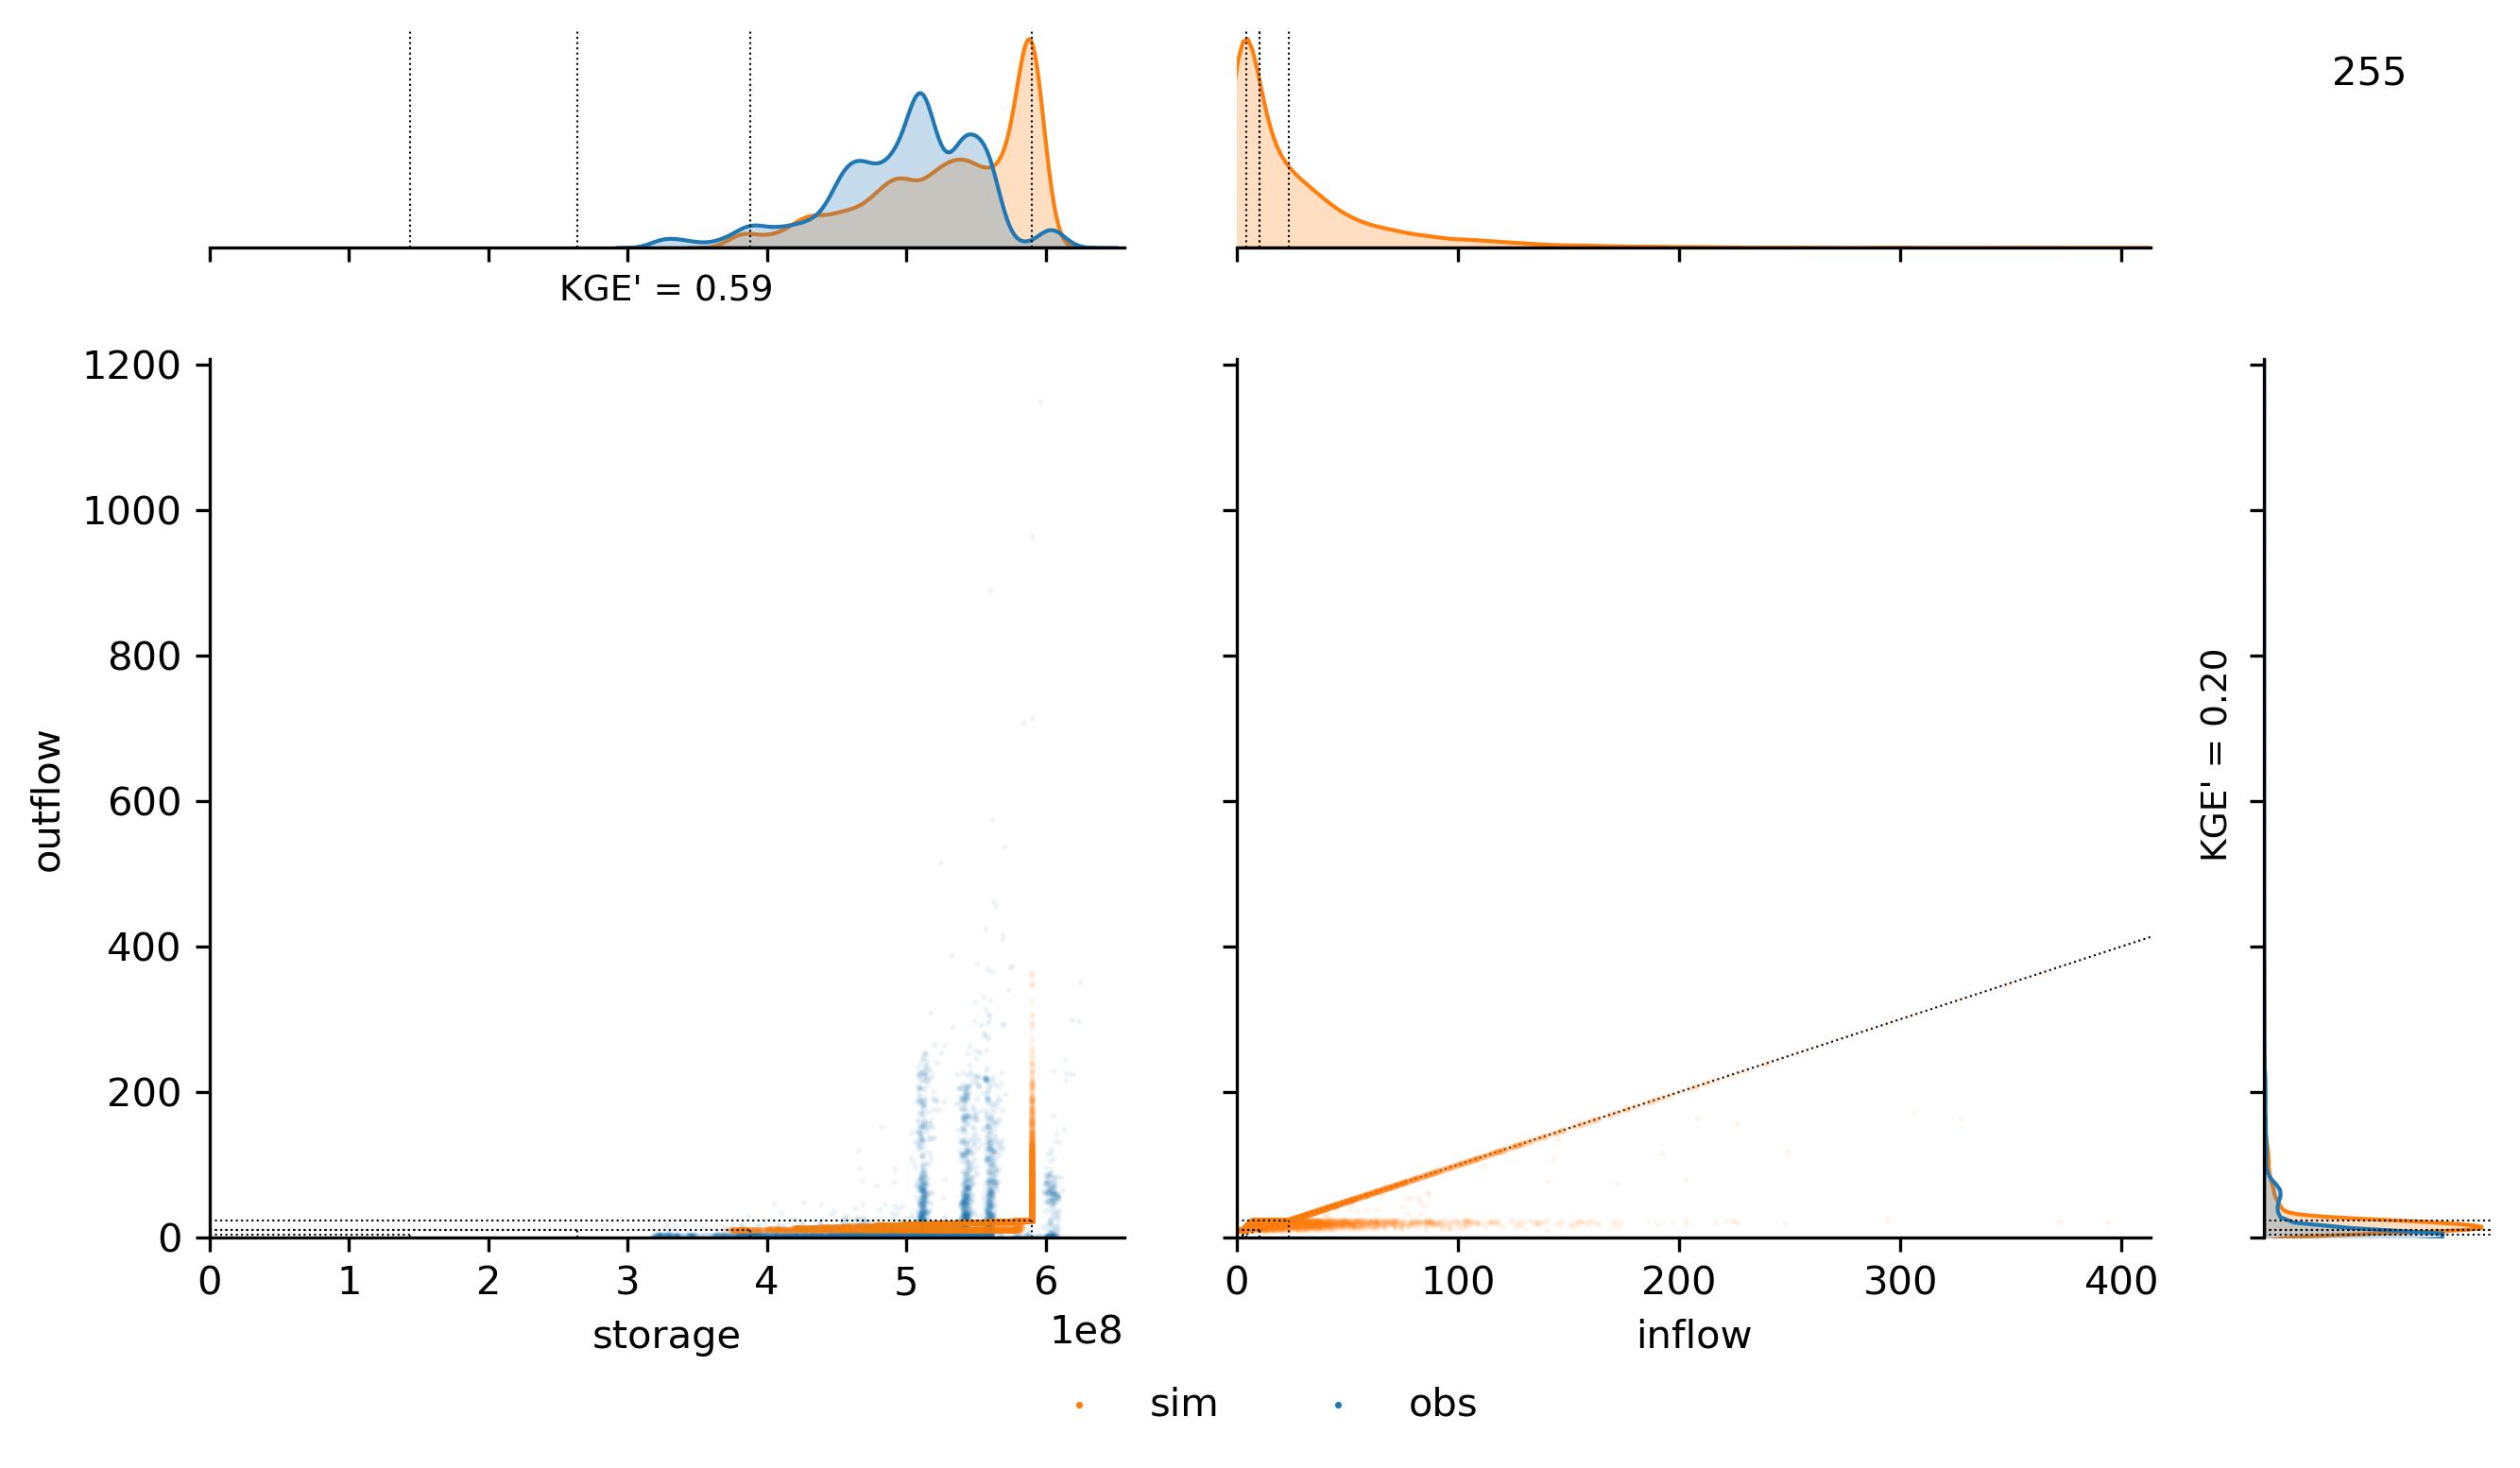 255
KGE' = 0.59
1200
1000
800
600
400
200
0
outflow
KGE' = 0.20
0 1 2 3 4 5 6
1e8
storage
0 100 200 300 400
inflow
sim obs